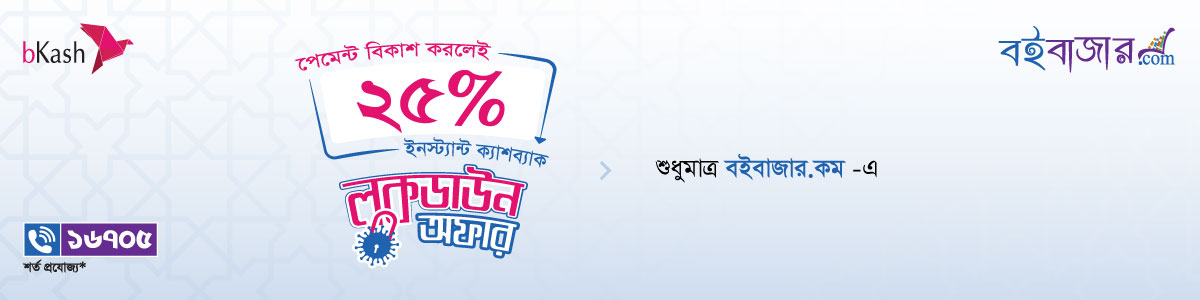 bKash
পেমেন্ট বিকাশ করলেই
২৫%
ইনস্ট্যান্ট ক্যাশব্যাক
লকডাউন
অফার
বইবাজার.com
শুধুমাত্র বইবাজার.কম -এ
১৬৭০৫
শর্ত প্রযোজ্য*